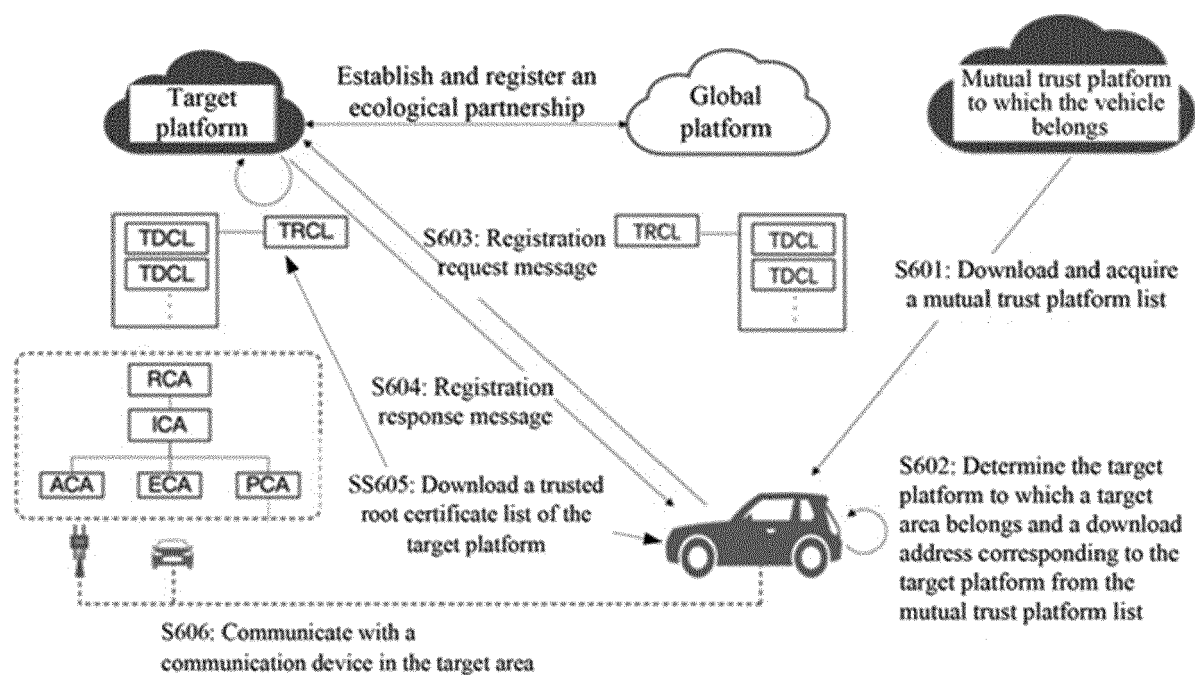 Target
platform
Establish and register an
ecological partnership
Global
platform
Mutual trust platform
to which the vehicle
belongs
TDCL
TDCL
TRCL
S603: Registration
request message
TRCL
TDCL
TDCL
S601: Download and acquire
a mutual trust platform list
RCA
ICA
ACA
ECA
PCA
S604: Registration
response message
SS605: Download a trusted
root certificate list of the
target platform
S602: Determine the target
platform to which a target
area belongs and a download
address corresponding to the
target platform from the
mutual trust platform list
S606: Communicate with a
communication device in the target area